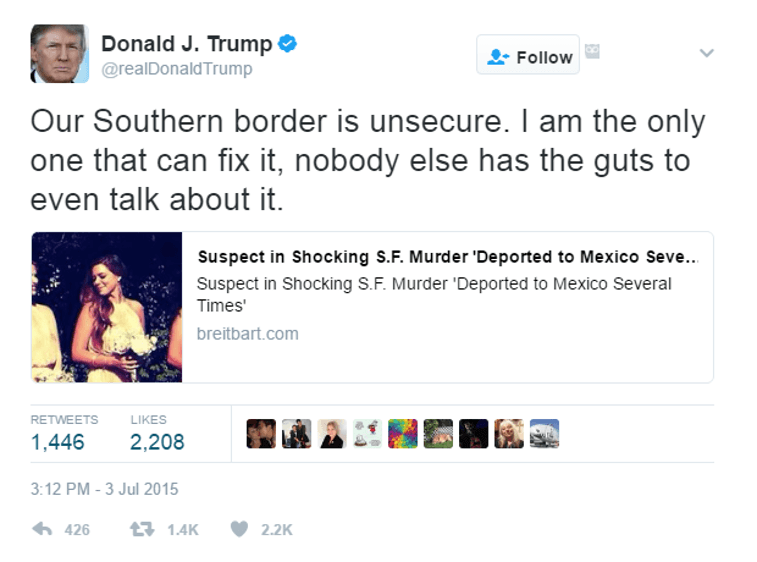 Donald J. Trump
@realDonaldTrump
Follow
Our Southern border is unsecure. I am the only
one that can fix it, nobody else has the guts to
even talk about it.
Suspect in Shocking S.F. Murder 'Deported to Mexico Seve...
Suspect in Shocking S.F. Murder 'Deported to Mexico Several
Times'
breitbart.com
RETWEETS LIKES
1,446 2,208
3:12 PM - 3 Jul 2015
426 1.4K 2.2K